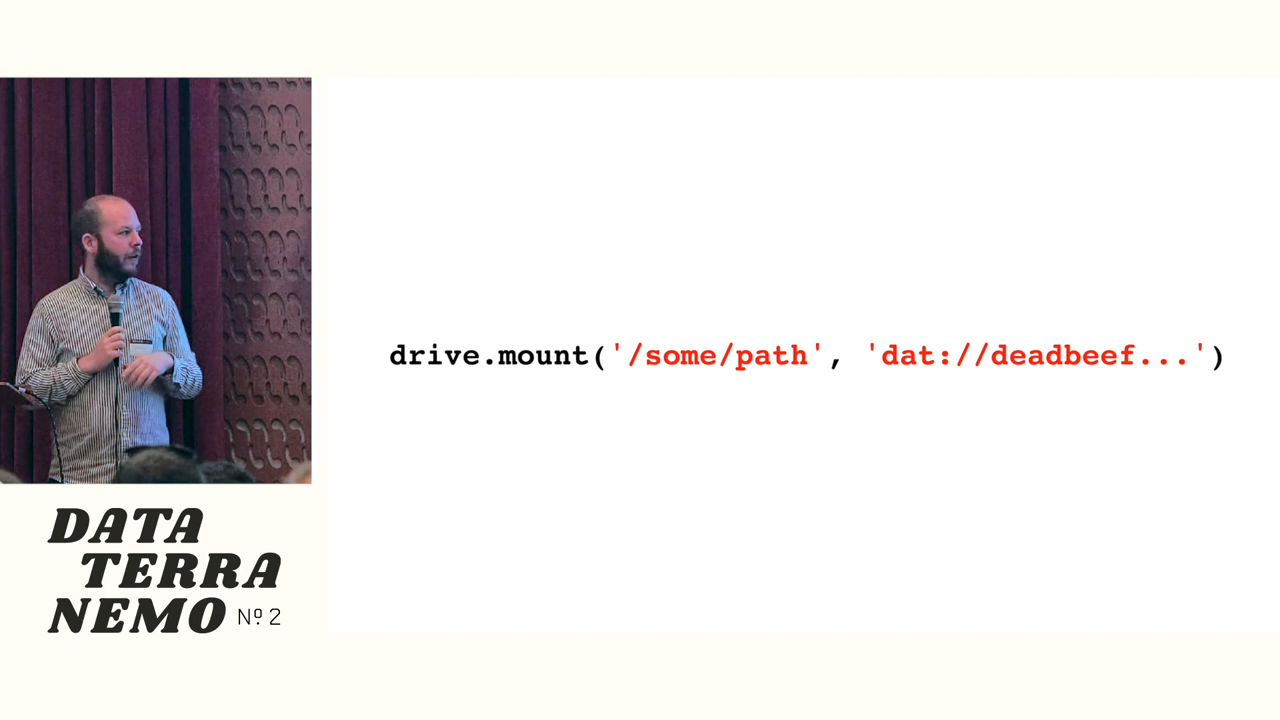 drive.mount('/some/path', 'dat://deadbeef...')
DATA
TERRA
NEMO Nº 2